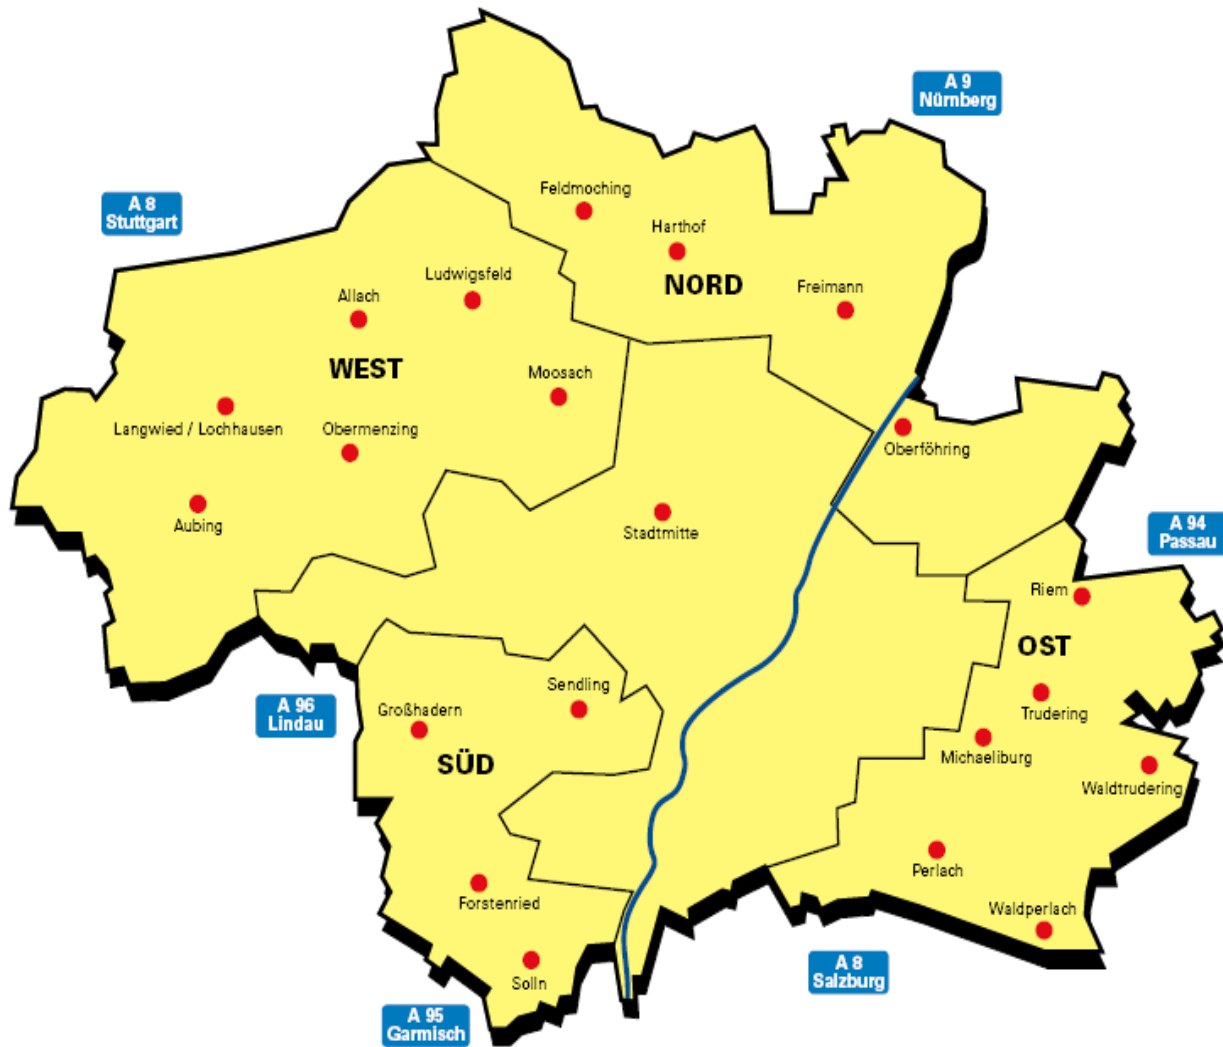 A 9
Nürnberg
A 8
Stuttgart
Feldmoching
Harthof
NORD
Freimann
Ludwigsfeld
Allach
WEST
Moosach
Langwied / Lochhausen
Obermenzing
Aubing
Oberföhring
Stadtmitte
A 94
Passau
Riem
OST
Trudering
Michaeliburg
Waldtrudering
Perlach
Waldperlach
A 96
Lindau
Großhadern
Sendling
SÜD
Forstenried
Solln
A 8
Salzburg
A 95
Garmisch